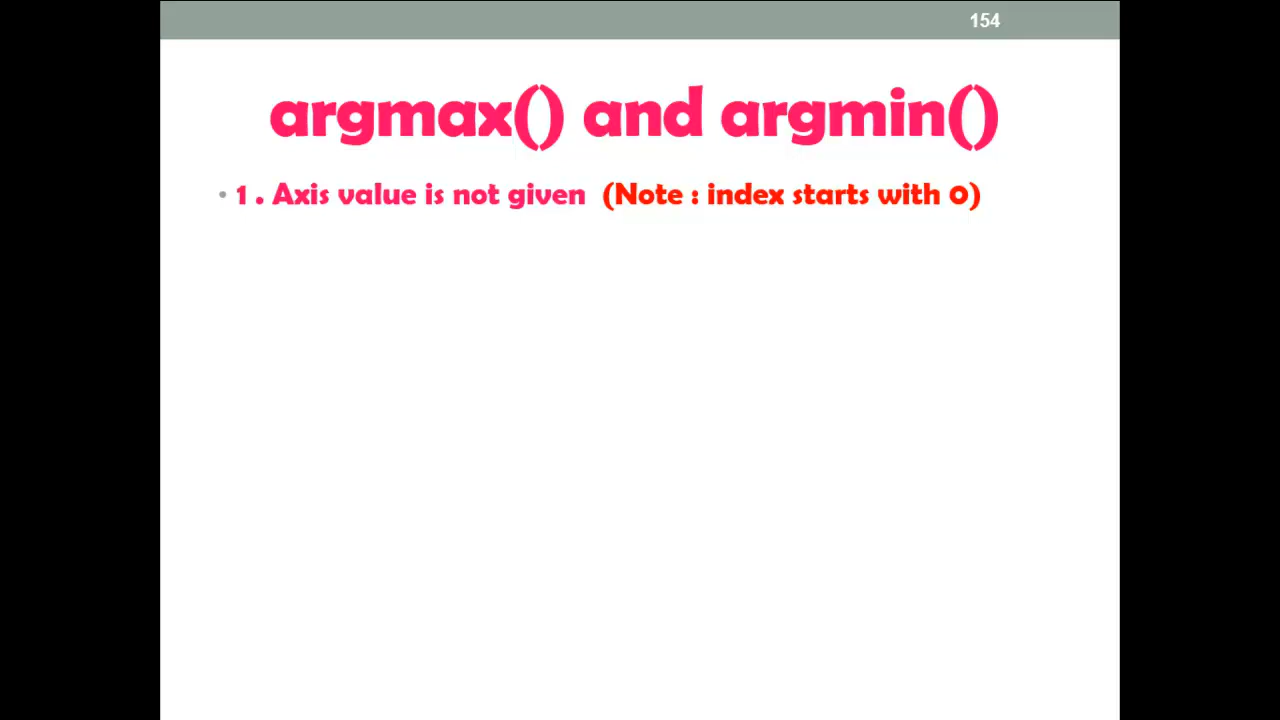 154
argmax() and argmin()
• 1. Axis value is not given (Note : index starts with 0)